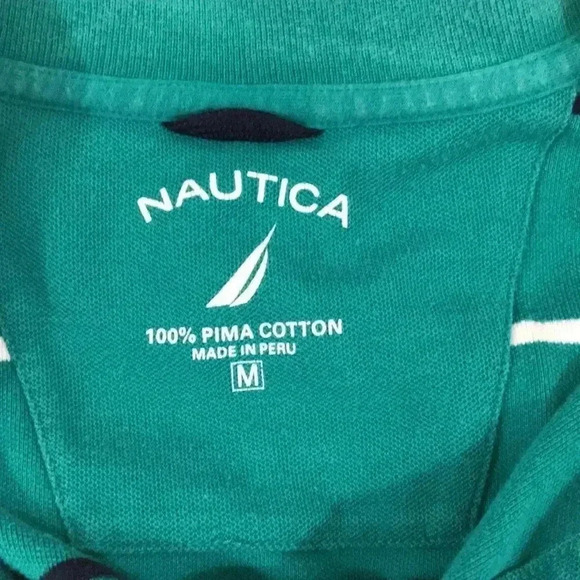 NAUTICA
100% PIMA COTTON
MADE IN PERU
M